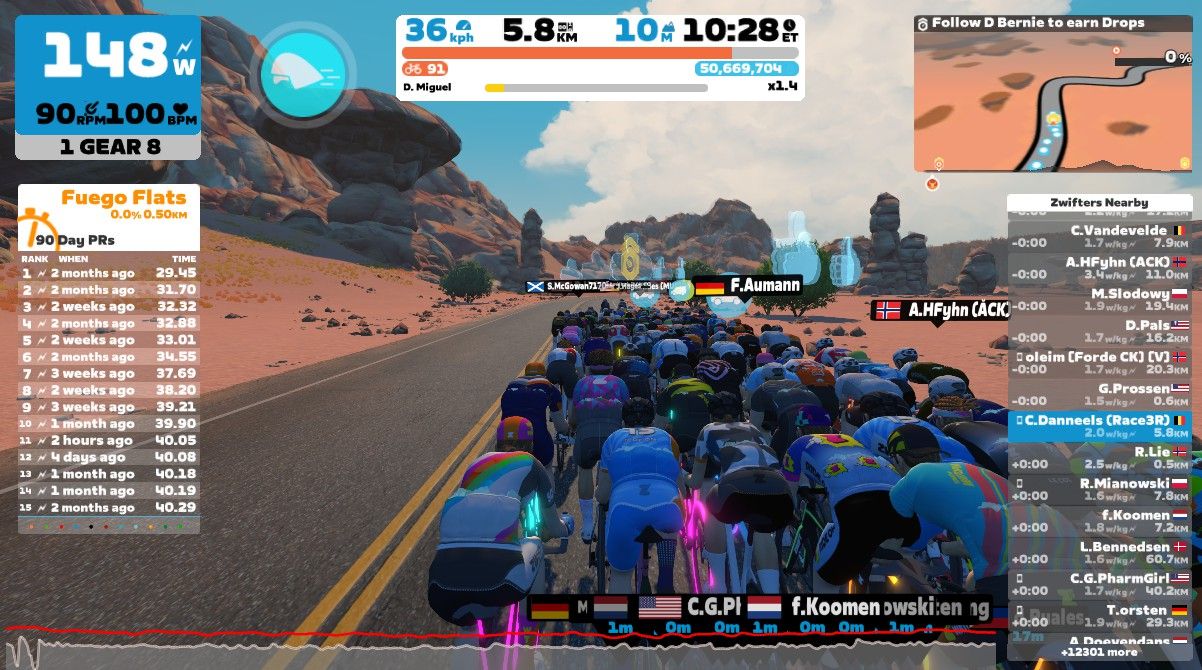 148 W
90 RPM 100 BPM
1 GEAR 8
36 kph 5.8 KM 10 M 10:28 ET
91
50,669,704
D. Miguel x1.4
Follow D Bernie to earn Drops
0 %
Fuego Flats
0.0% 0.50KM
90 Day PRs
RANK WHEN TIME
1 2 months ago 29.45
2 2 months ago 31.70
3 2 weeks ago 32.32
4 2 months ago 32.88
5 2 weeks ago 33.01
6 2 months ago 34.55
7 3 weeks ago 37.69
8 2 weeks ago 38.20
9 3 weeks ago 39.21
10 1 month ago 39.90
11 2 hours ago 40.05
12 4 days ago 40.08
13 1 month ago 40.18
14 1 month ago 40.19
15 2 months ago 40.29
F.Aumann
A.HFyhn (ÅCK)
Zwifters Nearby
C.Vandevelde
-0:00 1.7 w/kg 7.9KM
A.HFyhn (ACK)
-0:00 3.4 w/kg 11.0KM
M.Slodowy
-0:00 1.9 w/kg 19.4KM
D.Pals
-0:00 1.7 w/kg 16.2KM
oleim (Forde CK) [V]
-0:00 1.7 w/kg 20.3KM
G.Prossen
-0:00 1.5 w/kg 0.6KM
C.Danneels (Race3R)
2.0 w/kg 5.8KM
R.Lie
+0:00 2.5 w/kg 0.5KM
R.Mianowski
+0:00 1.6 w/kg 7.8KM
f.Koomen
+0:00 1.8 w/kg 7.2KM
L.Bennedsen
+0:00 1.6 w/kg 60.7KM
C.G.PharmGirl
+0:00 1.7 w/kg 40.2KM
T.orsten
+0:00 1.9 w/kg 29.3KM
A.Doevendans
+12301 more
M C.G.Pl f.Koomen owski en ng
1m 0m 0m 1m 0m 0m 1m
17m